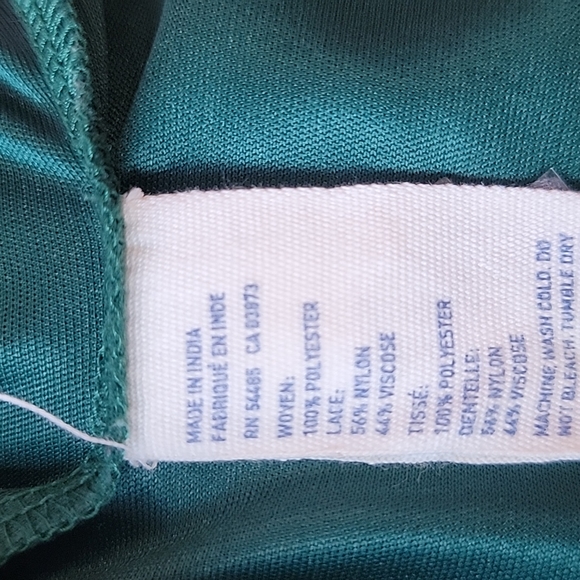 MADE IN INDIA
FABRIQUÉ EN INDE
RN 54485 CA 03873
WOVEN:
100% POLYESTER
LACE:
56% NYLON
44% VISCOSE
TISSÉ:
100% POLYESTER
DENTELLE:
56% NYLON
44% VISCOSE
MACHINE WASH COLD. DO
NOT BLEACH. TUMBLE DRY